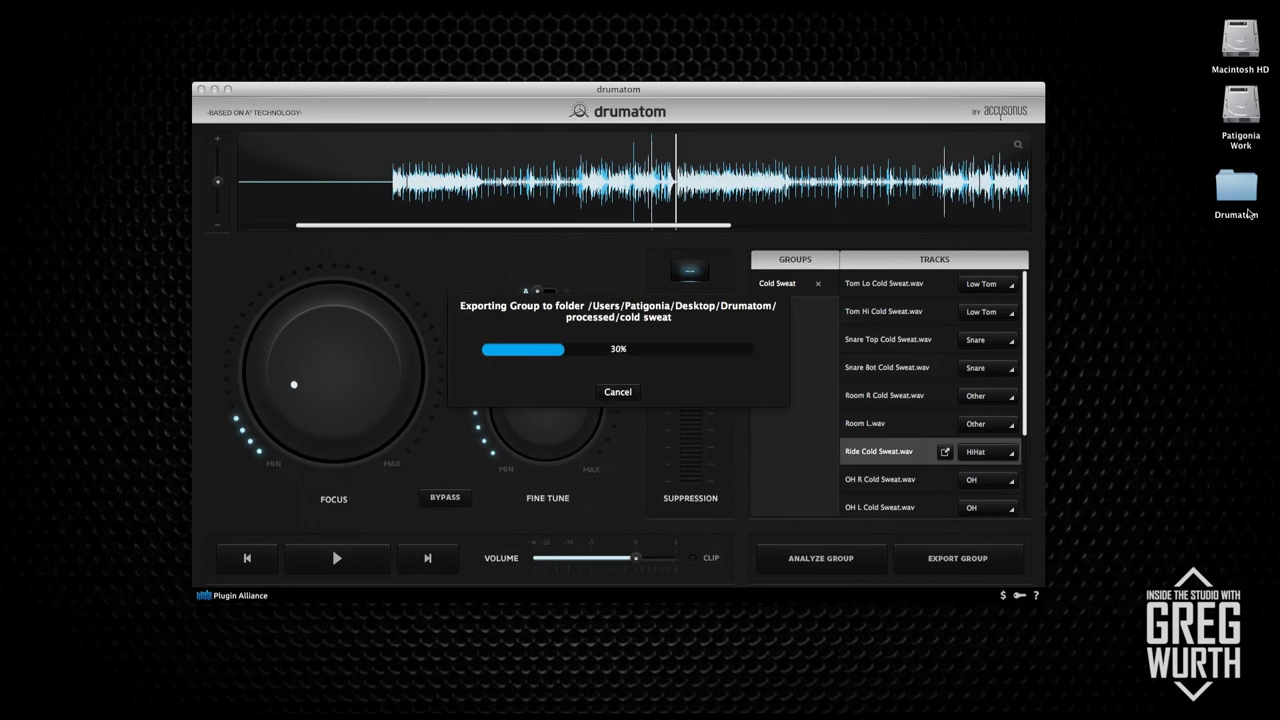 Macintosh HD
Patigonia
Work
Drumatom
drumatom
-BASED ON A³ TECHNOLOGY-
drumatom
BY accusonus
+
−
--
A
GROUPS
TRACKS
Cold Sweat ×
Tom Lo Cold Sweat.wav Low Tom
Tom Hi Cold Sweat.wav Low Tom
Snare Top Cold Sweat.wav Snare
Snare Bot Cold Sweat.wav Snare
Room R Cold Sweat.wav Other
Room L.wav Other
Ride Cold Sweat.wav HiHat
OH R Cold Sweat.wav OH
OH L Cold Sweat.wav OH
Exporting Group to folder /Users/Patigonia/Desktop/Drumatom/
processed/cold sweat
30%
Cancel
MIN MAX
FOCUS
BYPASS
MIN MAX
FINE TUNE
SUPPRESSION
VOLUME
-∞ -20 -10 -5 0 3
CLIP
ANALYZE GROUP
EXPORT GROUP
Plugin Alliance
$ ?
INSIDE THE STUDIO WITH
GREG
WURTH